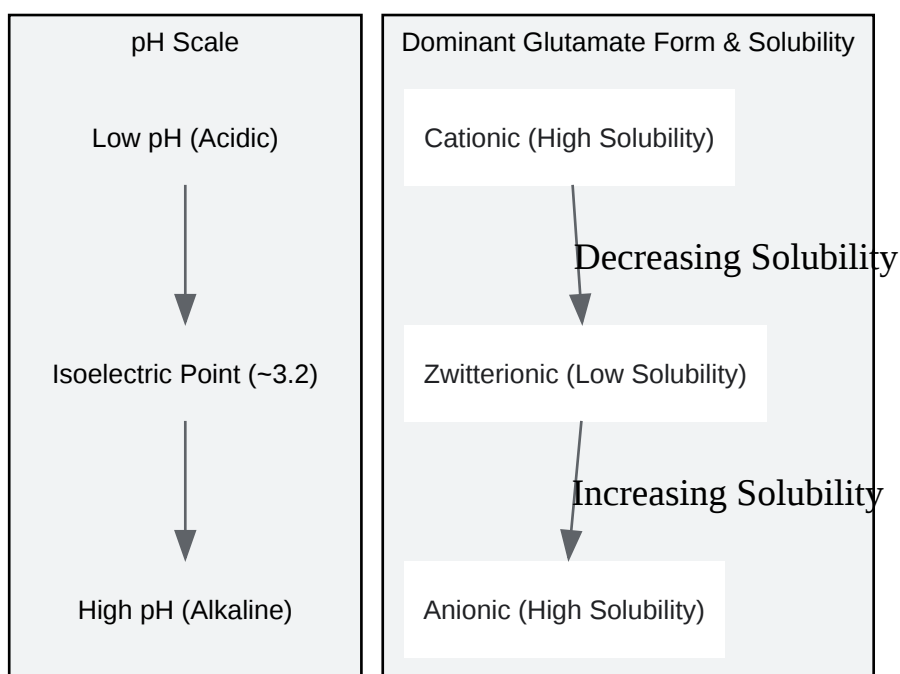 pH Scale
Low pH (Acidic)
Isoelectric Point (~3.2)
High pH (Alkaline)
Dominant Glutamate Form & Solubility
Cationic (High Solubility)
Decreasing Solubility
Zwitterionic (Low Solubility)
Increasing Solubility
Anionic (High Solubility)